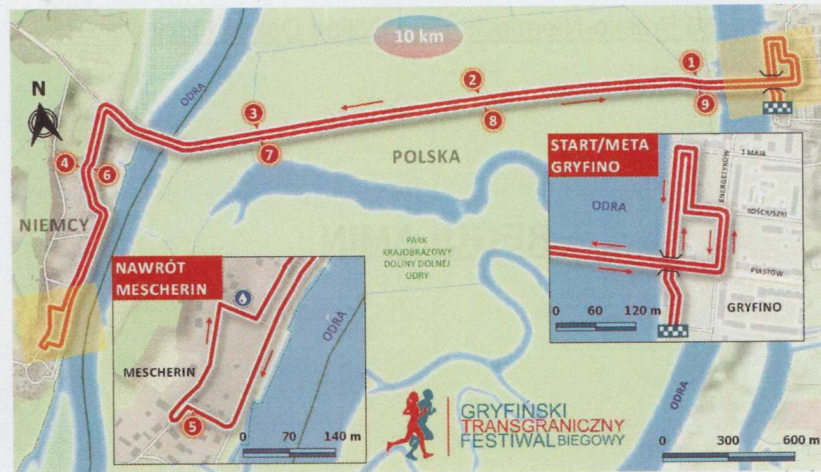 10 km
N
ODRA
1
2
3
8
9
7
4
6
POLSKA
NIEMCY
PARK
KRAJOBRAZOWY
DOLINY DOLNEJ
ODRY
START/META
GRYFINO
1 MAJA
ENERGETYKÓW
KOŚCIUSZKI
ODRA
PIASTÓW
GRYFINO
0 60 120 m
NAWRÓT
MESCHERIN
ODRA
MESCHERIN
5
0 70 140 m
GRYFIŃSKI
TRANSGRANICZNY
FESTIWAL BIEGOWY
ODRA
0 300 600 m